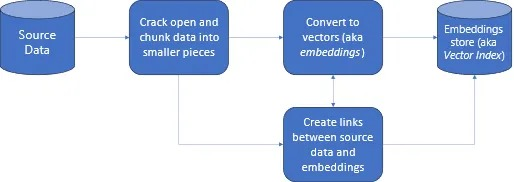 Source
Data
Crack open and
chunk data into
smaller pieces
Convert to
vectors (aka
embeddings)
Embeddings
store (aka
Vector Index)
Create links
between source
data and
embeddings